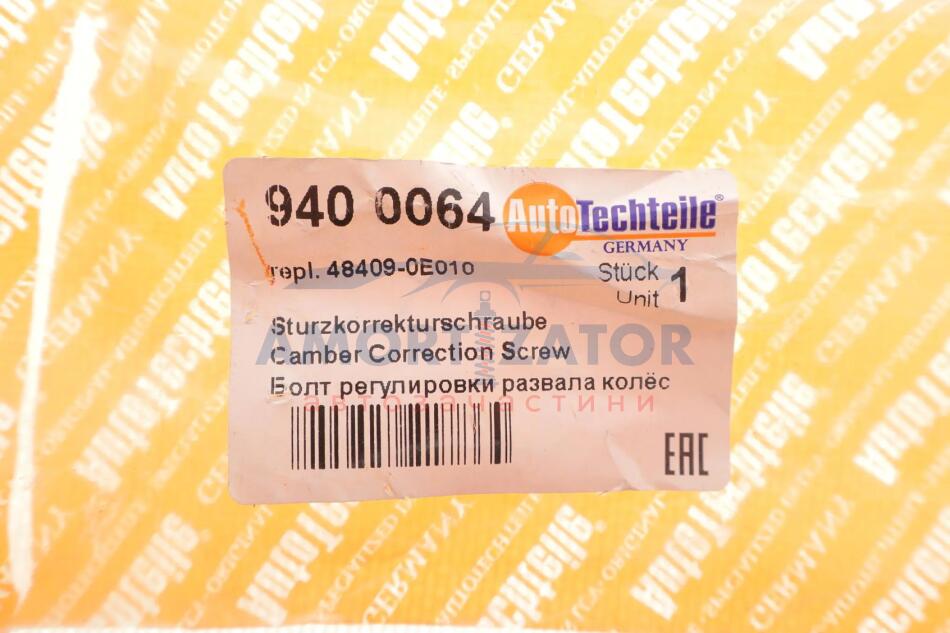 940 0064
AutoTechteile®
GERMANY
repl. 48409-0E010
Stück 1
Unit
Sturzkorrekturschraube
Camber Correction Screw
Болт регулировки развала колёс
AMORTIZATOR
автозапчастини
EAC